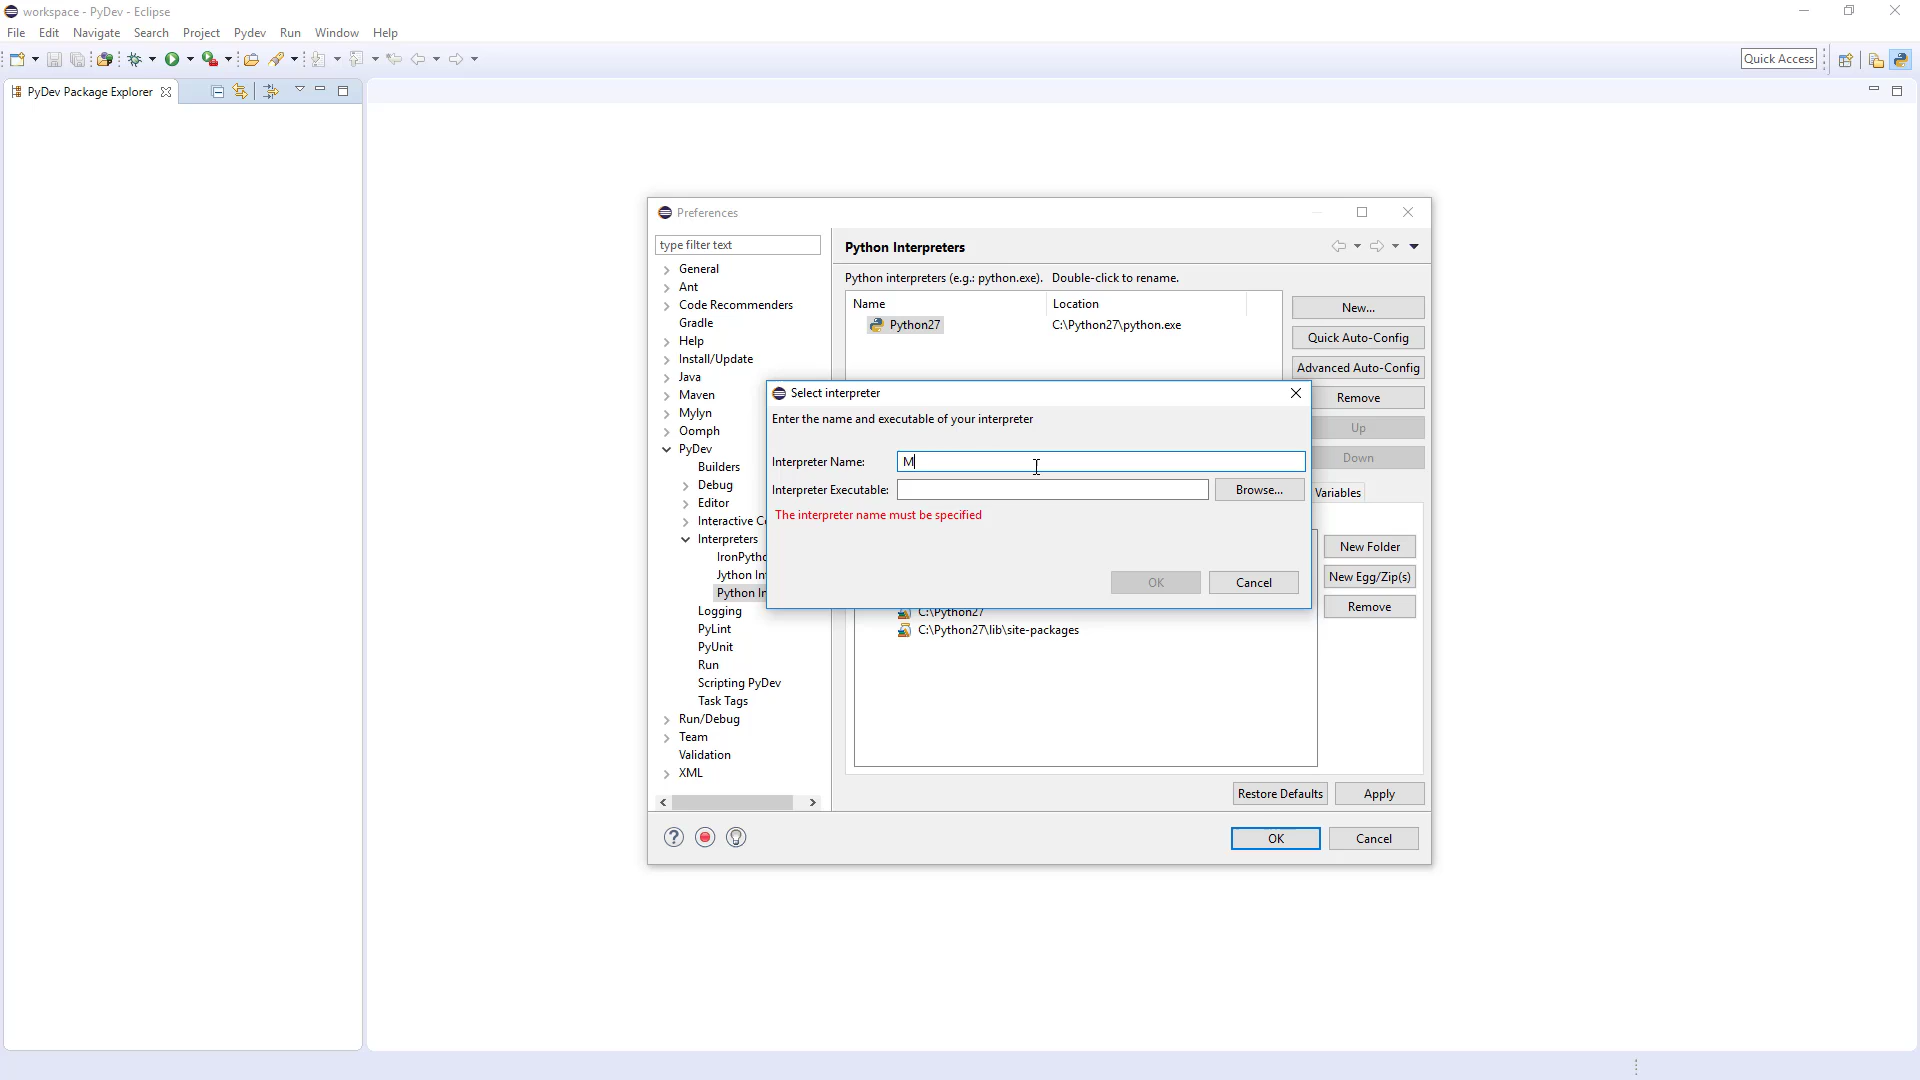 workspace - PyDev - Eclipse
File Edit Navigate Search Project Pydev Run Window Help
Quick Access
PyDev Package Explorer
Preferences
type filter text
General
Ant
Code Recommenders
Gradle
Help
Install/Update
Java
Maven
Mylyn
Oomph
PyDev
Builders
Debug
Editor
Interactive C
Interpreters
IronPytho
Jython In
Python In
Logging
PyLint
PyUnit
Run
Scripting PyDev
Task Tags
Run/Debug
Team
Validation
XML
Python Interpreters
Python interpreters (e.g.: python.exe).   Double-click to rename.
Name Location
Python27 C:\Python27\python.exe
New...
Quick Auto-Config
Advanced Auto-Config
Remove
Up
Down
Select interpreter
Enter the name and executable of your interpreter
Interpreter Name: M
Interpreter Executable: Browse...
The interpreter name must be specified
OK Cancel
Variables
New Folder
New Egg/Zip(s)
Remove
C:\Python27
C:\Python27\lib\site-packages
Restore Defaults Apply
OK Cancel